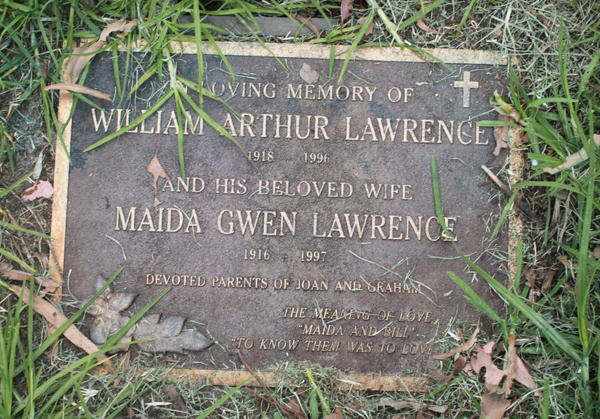 IN LOVING MEMORY OF
WILLIAM ARTHUR LAWRENCE
1918 1996
AND HIS BELOVED WIFE
MAIDA GWEN LAWRENCE
1916 1997
DEVOTED PARENTS OF JOAN AND GRAHAM
THE MEANING OF LOVE
"MAIDA AND BILL"
"TO KNOW THEM WAS TO LOVE